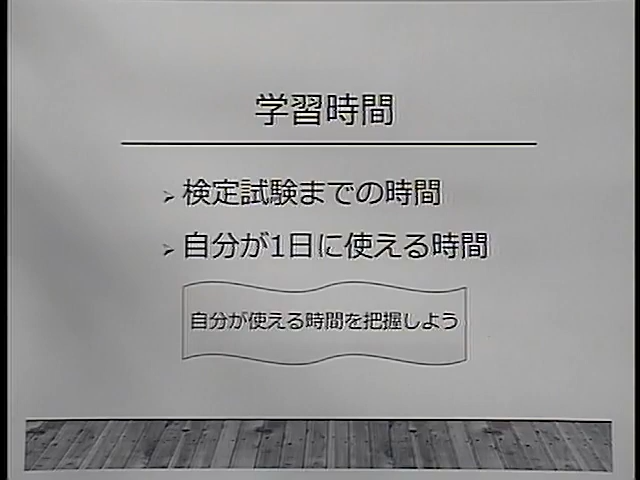 学習時間
➢ 検定試験までの時間
➢ 自分が1日に使える時間
自分が使える時間を把握しよう